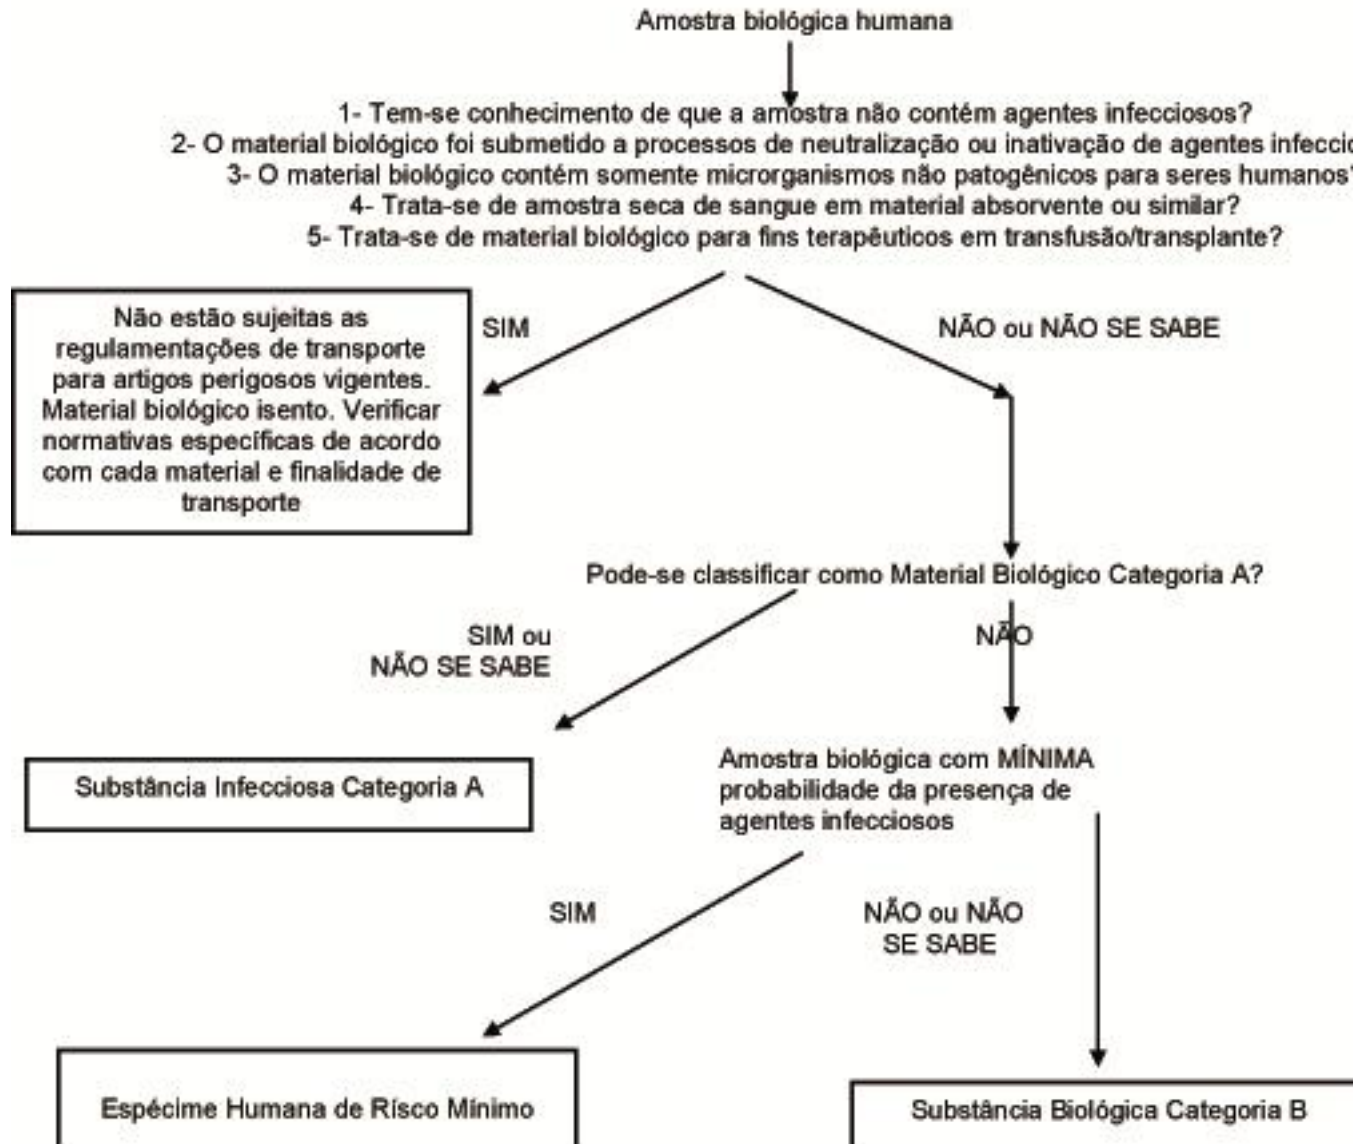 Amostra biológica humana
1- Tem-se conhecimento de que a amostra não contém agentes infecciosos?
2- O material biológico foi submetido a processos de neutralização ou inativação de agentes infeccio
3- O material biológico contém somente microrganismos não patogênicos para seres humanos?
4- Trata-se de amostra seca de sangue em material absorvente ou similar?
5- Trata-se de material biológico para fins terapêuticos em transfusão/transplante?
Não estão sujeitas as
regulamentações de transporte
para artigos perigosos vigentes.
Material biológico isento. Verificar
normativas específicas de acordo
com cada material e finalidade de
transporte
SIM
NÃO ou NÃO SE SABE
Pode-se classificar como Material Biológico Categoria A?
SIM ou
NÃO SE SABE
NÃO
Substância Infecciosa Categoria A
Amostra biológica com MÍNIMA
probabilidade da presença de
agentes infecciosos
SIM
NÃO ou NÃO
SE SABE
Espécime Humana de Risco Mínimo
Substância Biológica Categoria B